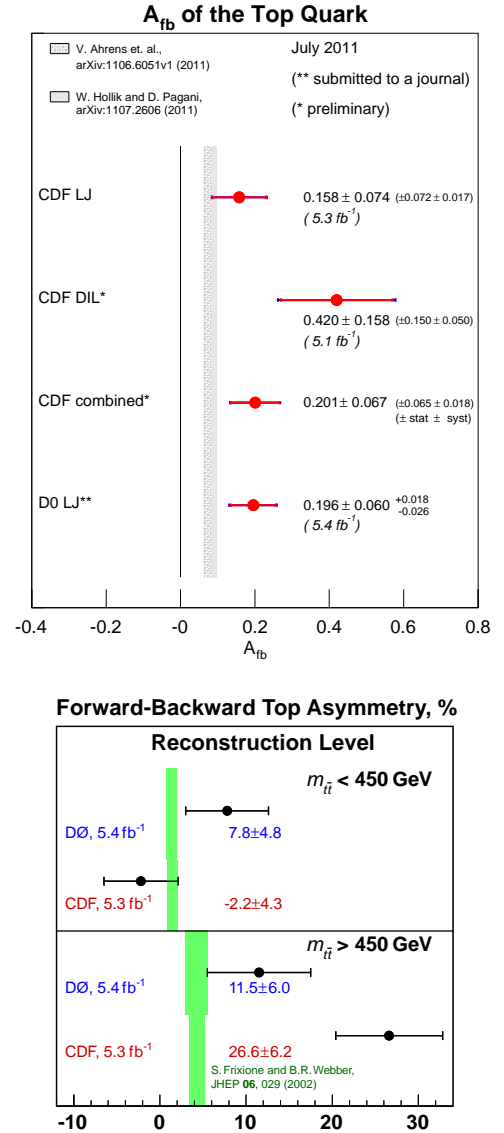 A_fb of the Top Quark
V. Ahrens et. al.,
arXiv:1106.6051v1 (2011)
W. Hollik and D. Pagani,
arXiv:1107.2606 (2011)
July 2011
(** submitted to a journal)
(* preliminary)
CDF LJ
0.158 ± 0.074 (±0.072 ± 0.017)
( 5.3 fb⁻¹)
CDF DIL*
0.420 ± 0.158 (±0.150 ± 0.050)
( 5.1 fb⁻¹)
CDF combined*
0.201 ± 0.067 (±0.065 ± 0.018)
(± stat ± syst)
D0 LJ**
0.196 ± 0.060 +0.018 -0.026
( 5.4 fb⁻¹)
-0.4 -0.2 -0 0.2 0.4 0.6 0.8
A_fb
Forward-Backward Top Asymmetry, %
Reconstruction Level
m_tt̄ < 450 GeV
DØ, 5.4 fb⁻¹ 7.8±4.8
CDF, 5.3 fb⁻¹ -2.2±4.3
m_tt̄ > 450 GeV
DØ, 5.4 fb⁻¹ 11.5±6.0
CDF, 5.3 fb⁻¹ 26.6±6.2
S. Frixione and B.R. Webber,
JHEP 06, 029 (2002)
-10 0 10 20 30